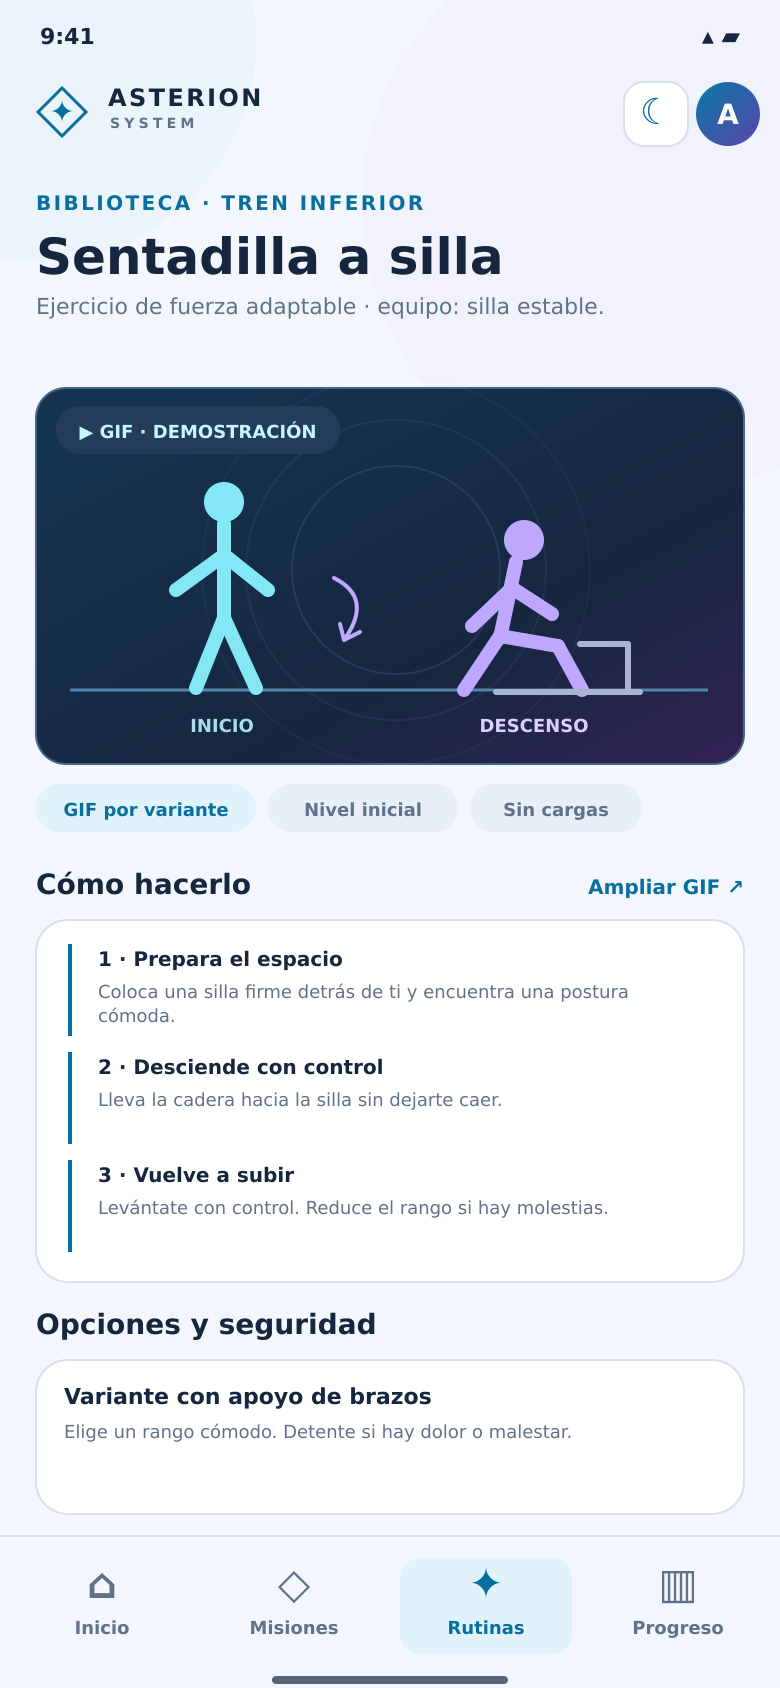 9:41
ASTERION
SYSTEM
A
BIBLIOTECA · TREN INFERIOR
Sentadilla a silla
Ejercicio de fuerza adaptable · equipo: silla estable.
▶ GIF · DEMOSTRACIÓN
INICIO
DESCENSO
GIF por variante
Nivel inicial
Sin cargas
Cómo hacerlo
Ampliar GIF ↗
1 · Prepara el espacio
Coloca una silla firme detrás de ti y encuentra una postura
cómoda.
2 · Desciende con control
Lleva la cadera hacia la silla sin dejarte caer.
3 · Vuelve a subir
Levántate con control. Reduce el rango si hay molestias.
Opciones y seguridad
Variante con apoyo de brazos
Elige un rango cómodo. Detente si hay dolor o malestar.
Inicio
Misiones
Rutinas
Progreso